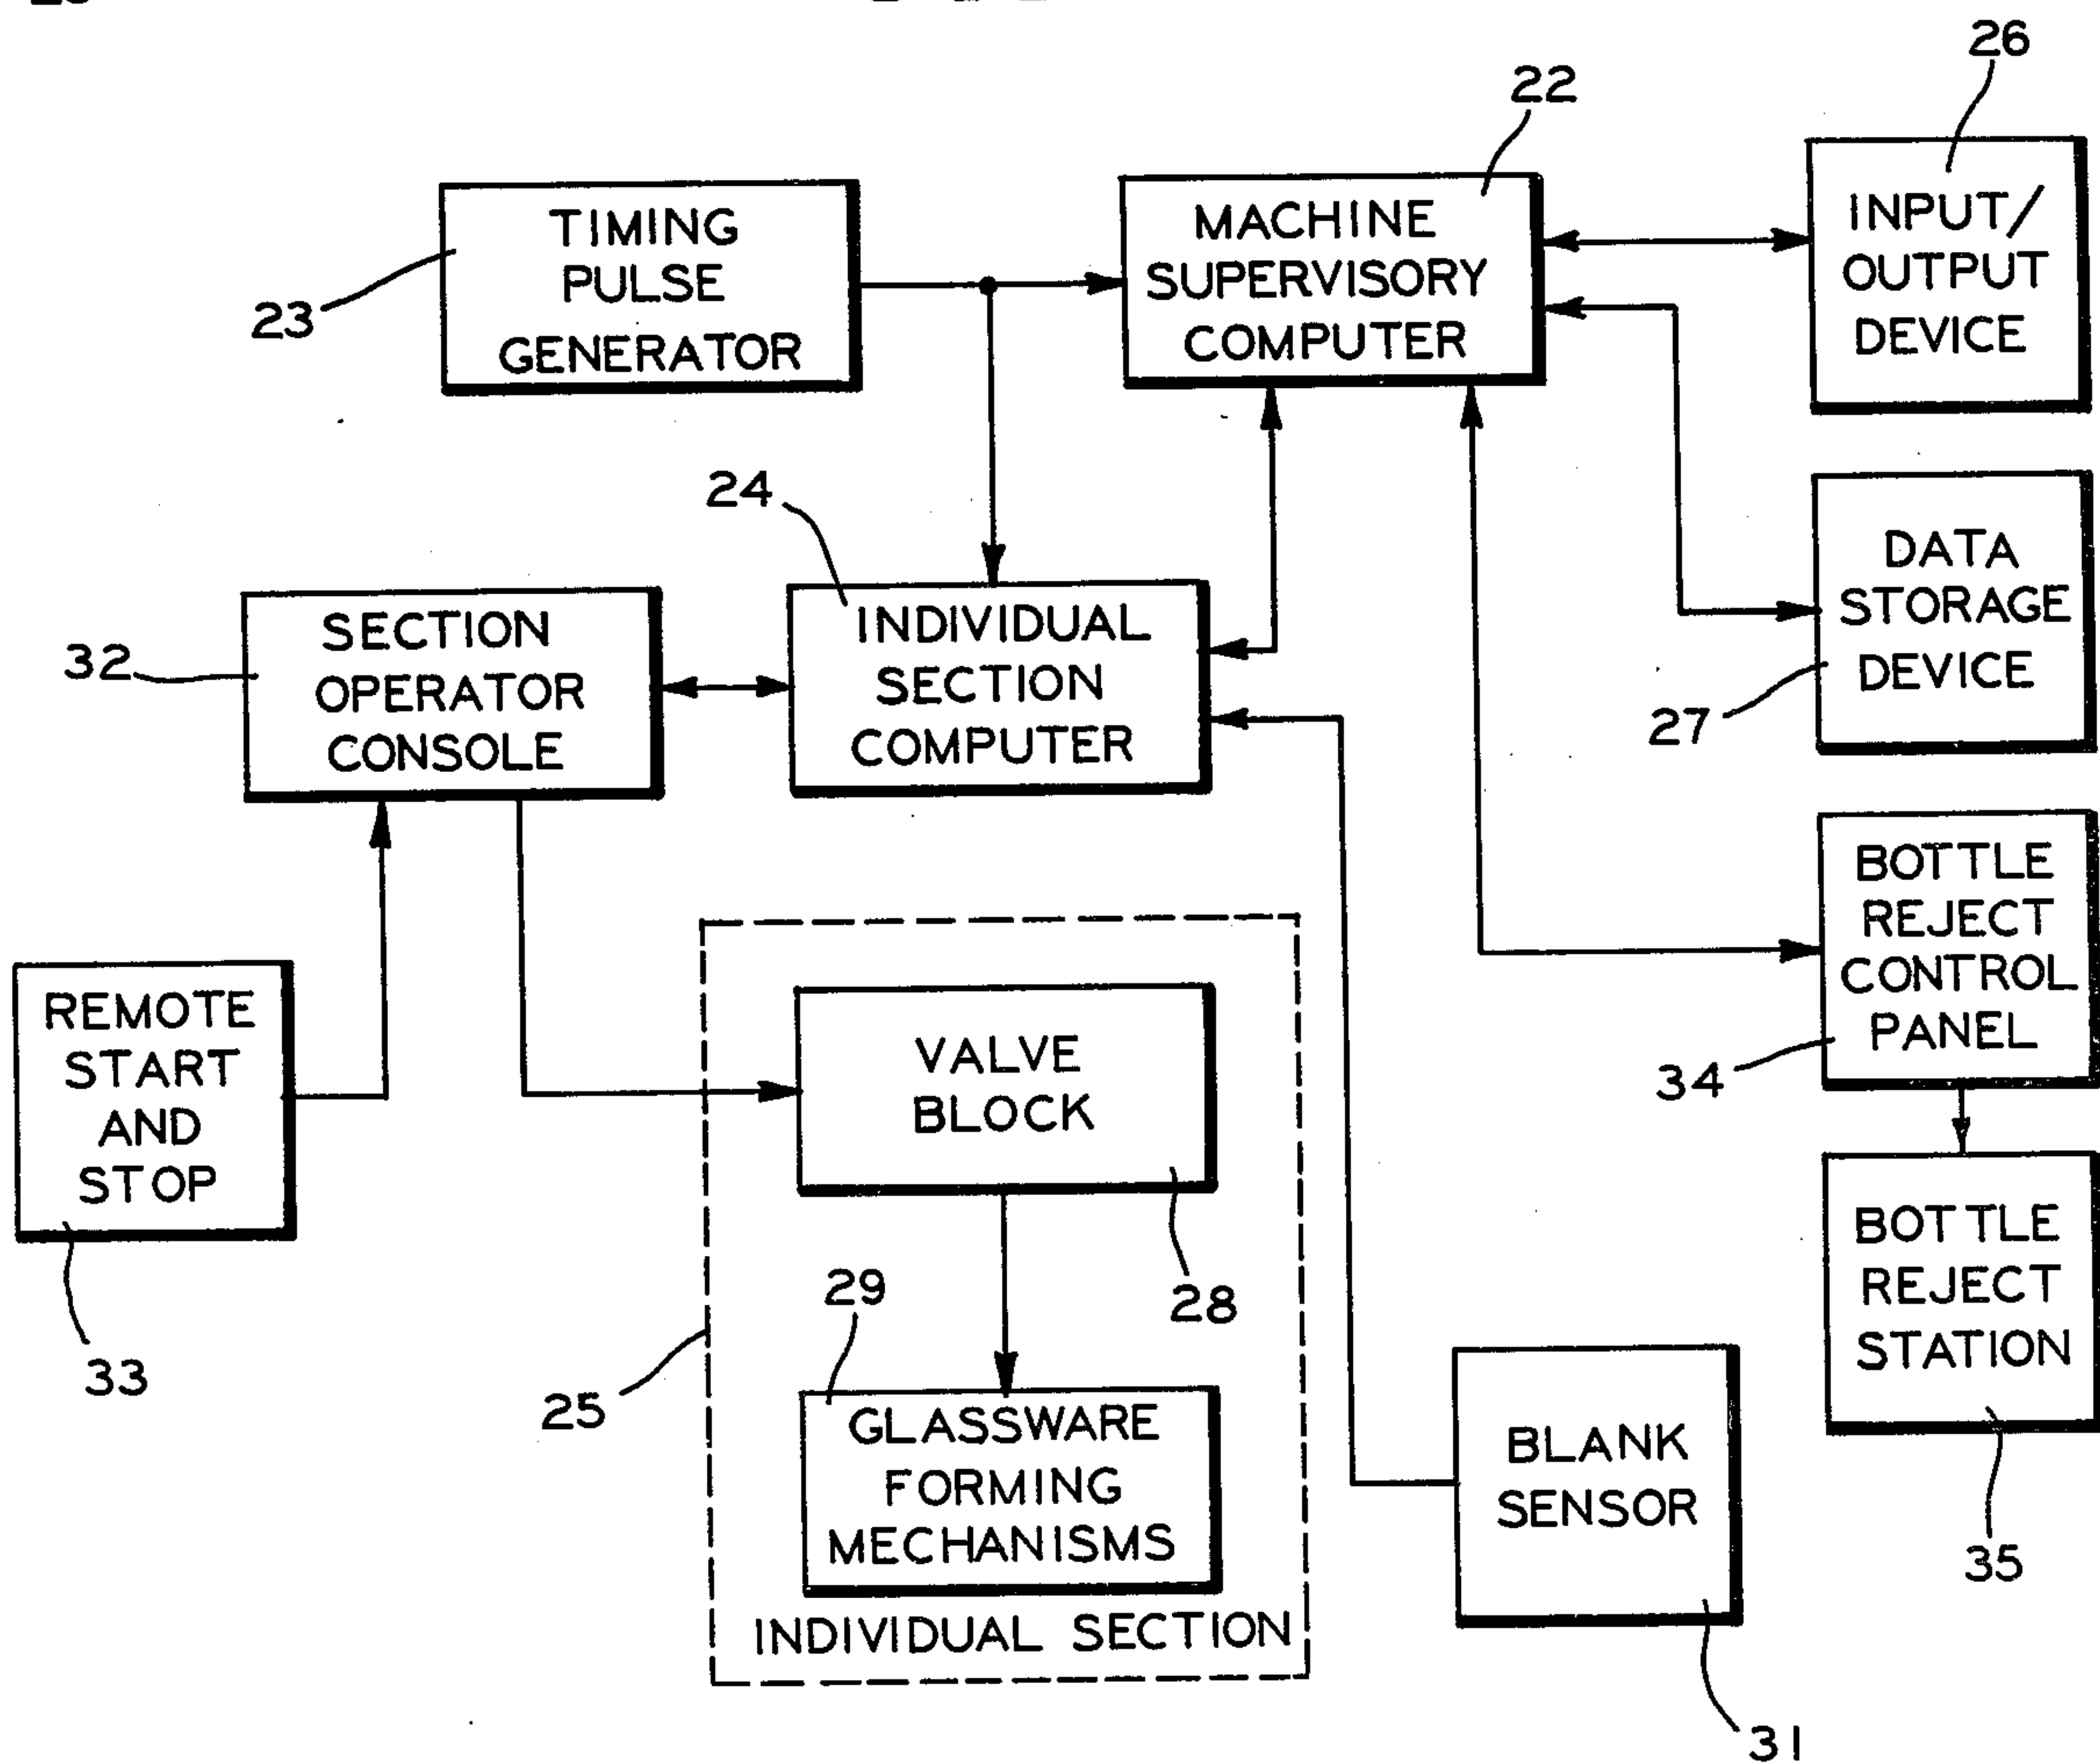 26
22
TIMING
PULSE
GENERATOR
23
MACHINE
SUPERVISORY
COMPUTER
INPUT/
OUTPUT
DEVICE
24
SECTION
OPERATOR
CONSOLE
32
INDIVIDUAL
SECTION
COMPUTER
DATA
STORAGE
DEVICE
27
BOTTLE
REJECT
CONTROL
PANEL
34
REMOTE
START
AND
STOP
33
VALVE
BLOCK
28
29
GLASSWARE
FORMING
MECHANISMS
25
INDIVIDUAL SECTION
BLANK
SENSOR
31
BOTTLE
REJECT
STATION
35